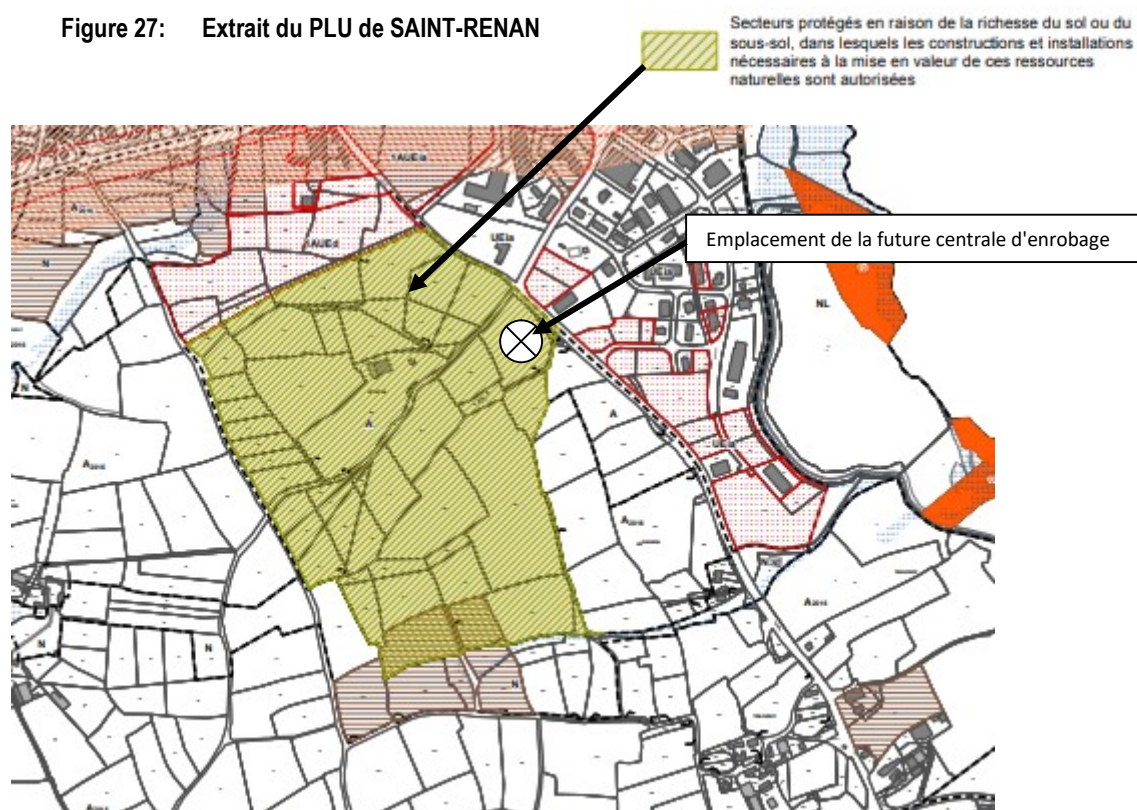 Figure 27: Extrait du PLU de SAINT-RENAN
Secteurs protégés en raison de la richesse du sol ou du
sous-sol, dans lesquels les constructions et installations
nécessaires à la mise en valeur de ces ressources
naturelles sont autorisées
1AUEia
N
1AUEd
UEia
Emplacement de la future centrale d'enrobage
NL
N
A
A
N
N
N